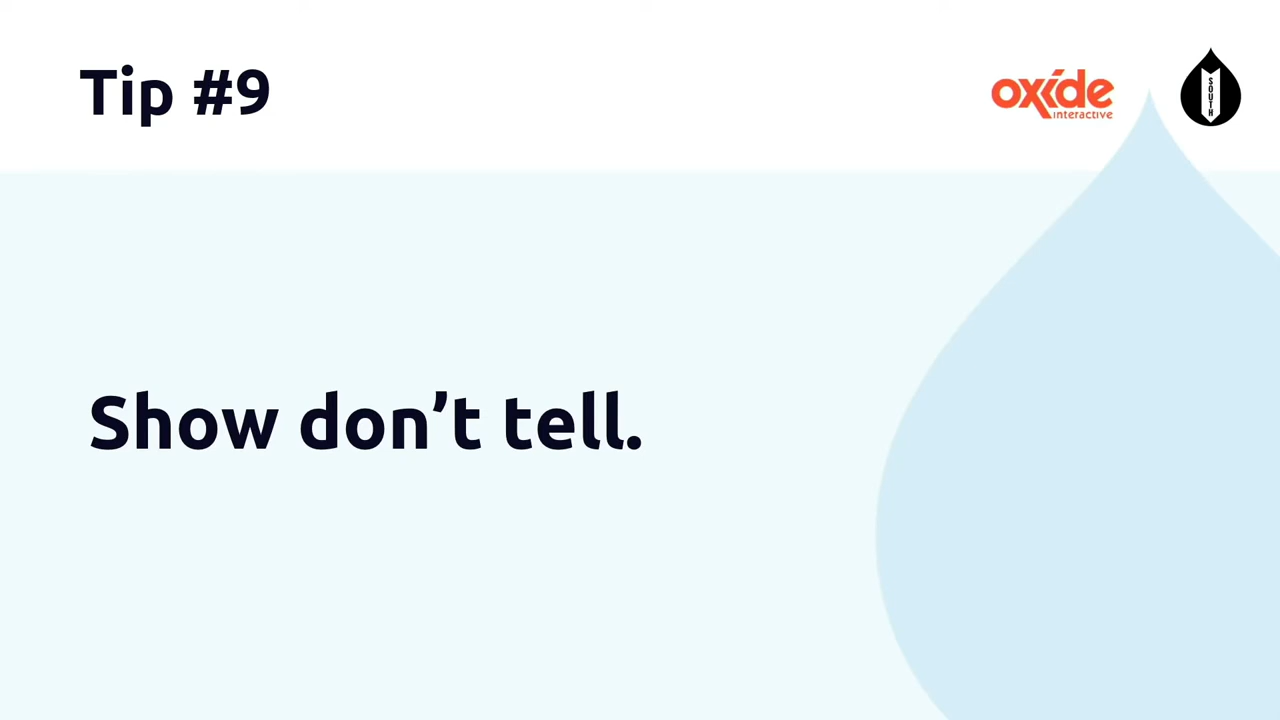 Tip #9
oxide
interactive
SOUTH
Show don’t tell.